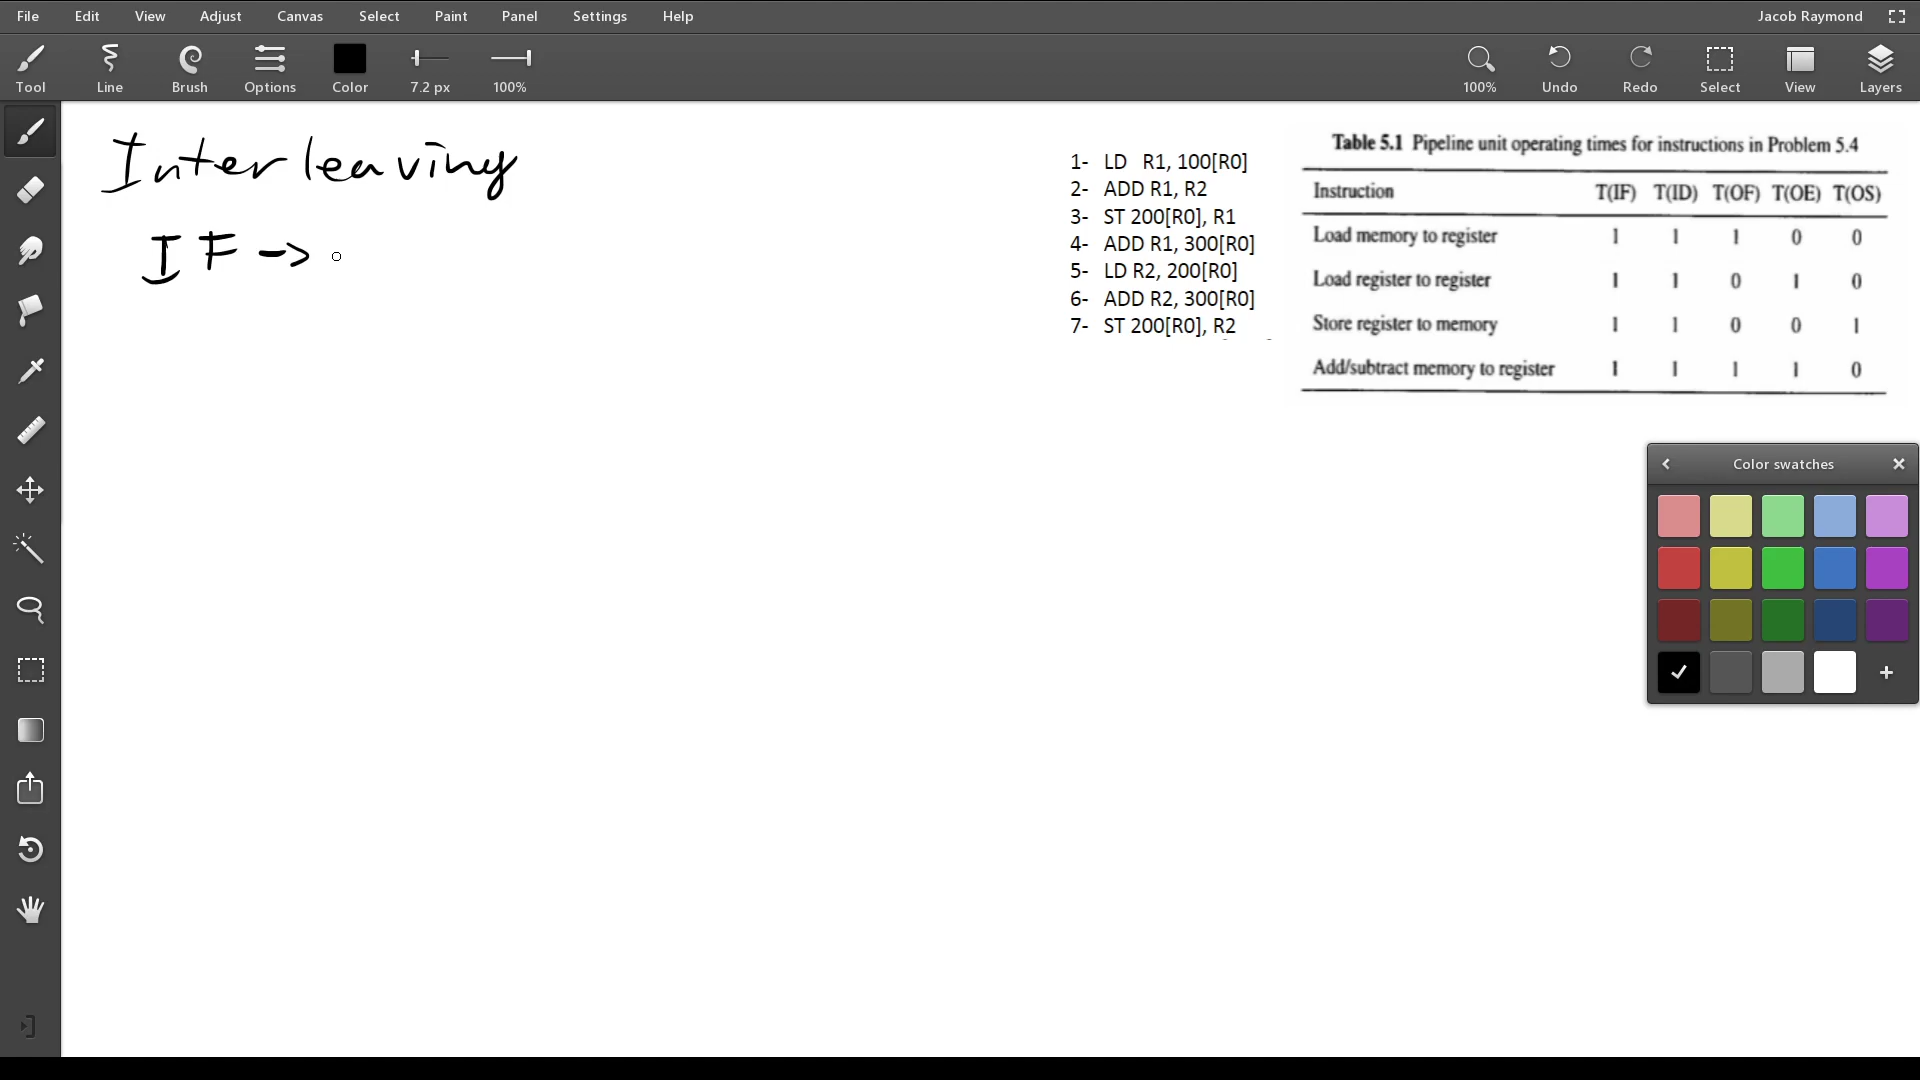 File Edit View Adjust Canvas Select Paint Panel Settings Help Jacob Raymond
Tool Line Brush Options Color 7.2 px 100% 100% Undo Redo Select View Layers
Interleaving
IF ->
1- LD R1, 100[R0]
2- ADD R1, R2
3- ST 200[R0], R1
4- ADD R1, 300[R0]
5- LD R2, 200[R0]
6- ADD R2, 300[R0]
7- ST 200[R0], R2
Table 5.1 Pipeline unit operating times for instructions in Problem 5.4
Instruction T(IF) T(ID) T(OF) T(OE) T(OS)
Load memory to register 1 1 1 0 0
Load register to register 1 1 0 1 0
Store register to memory 1 1 0 0 1
Add/subtract memory to register 1 1 1 1 0
Color swatches